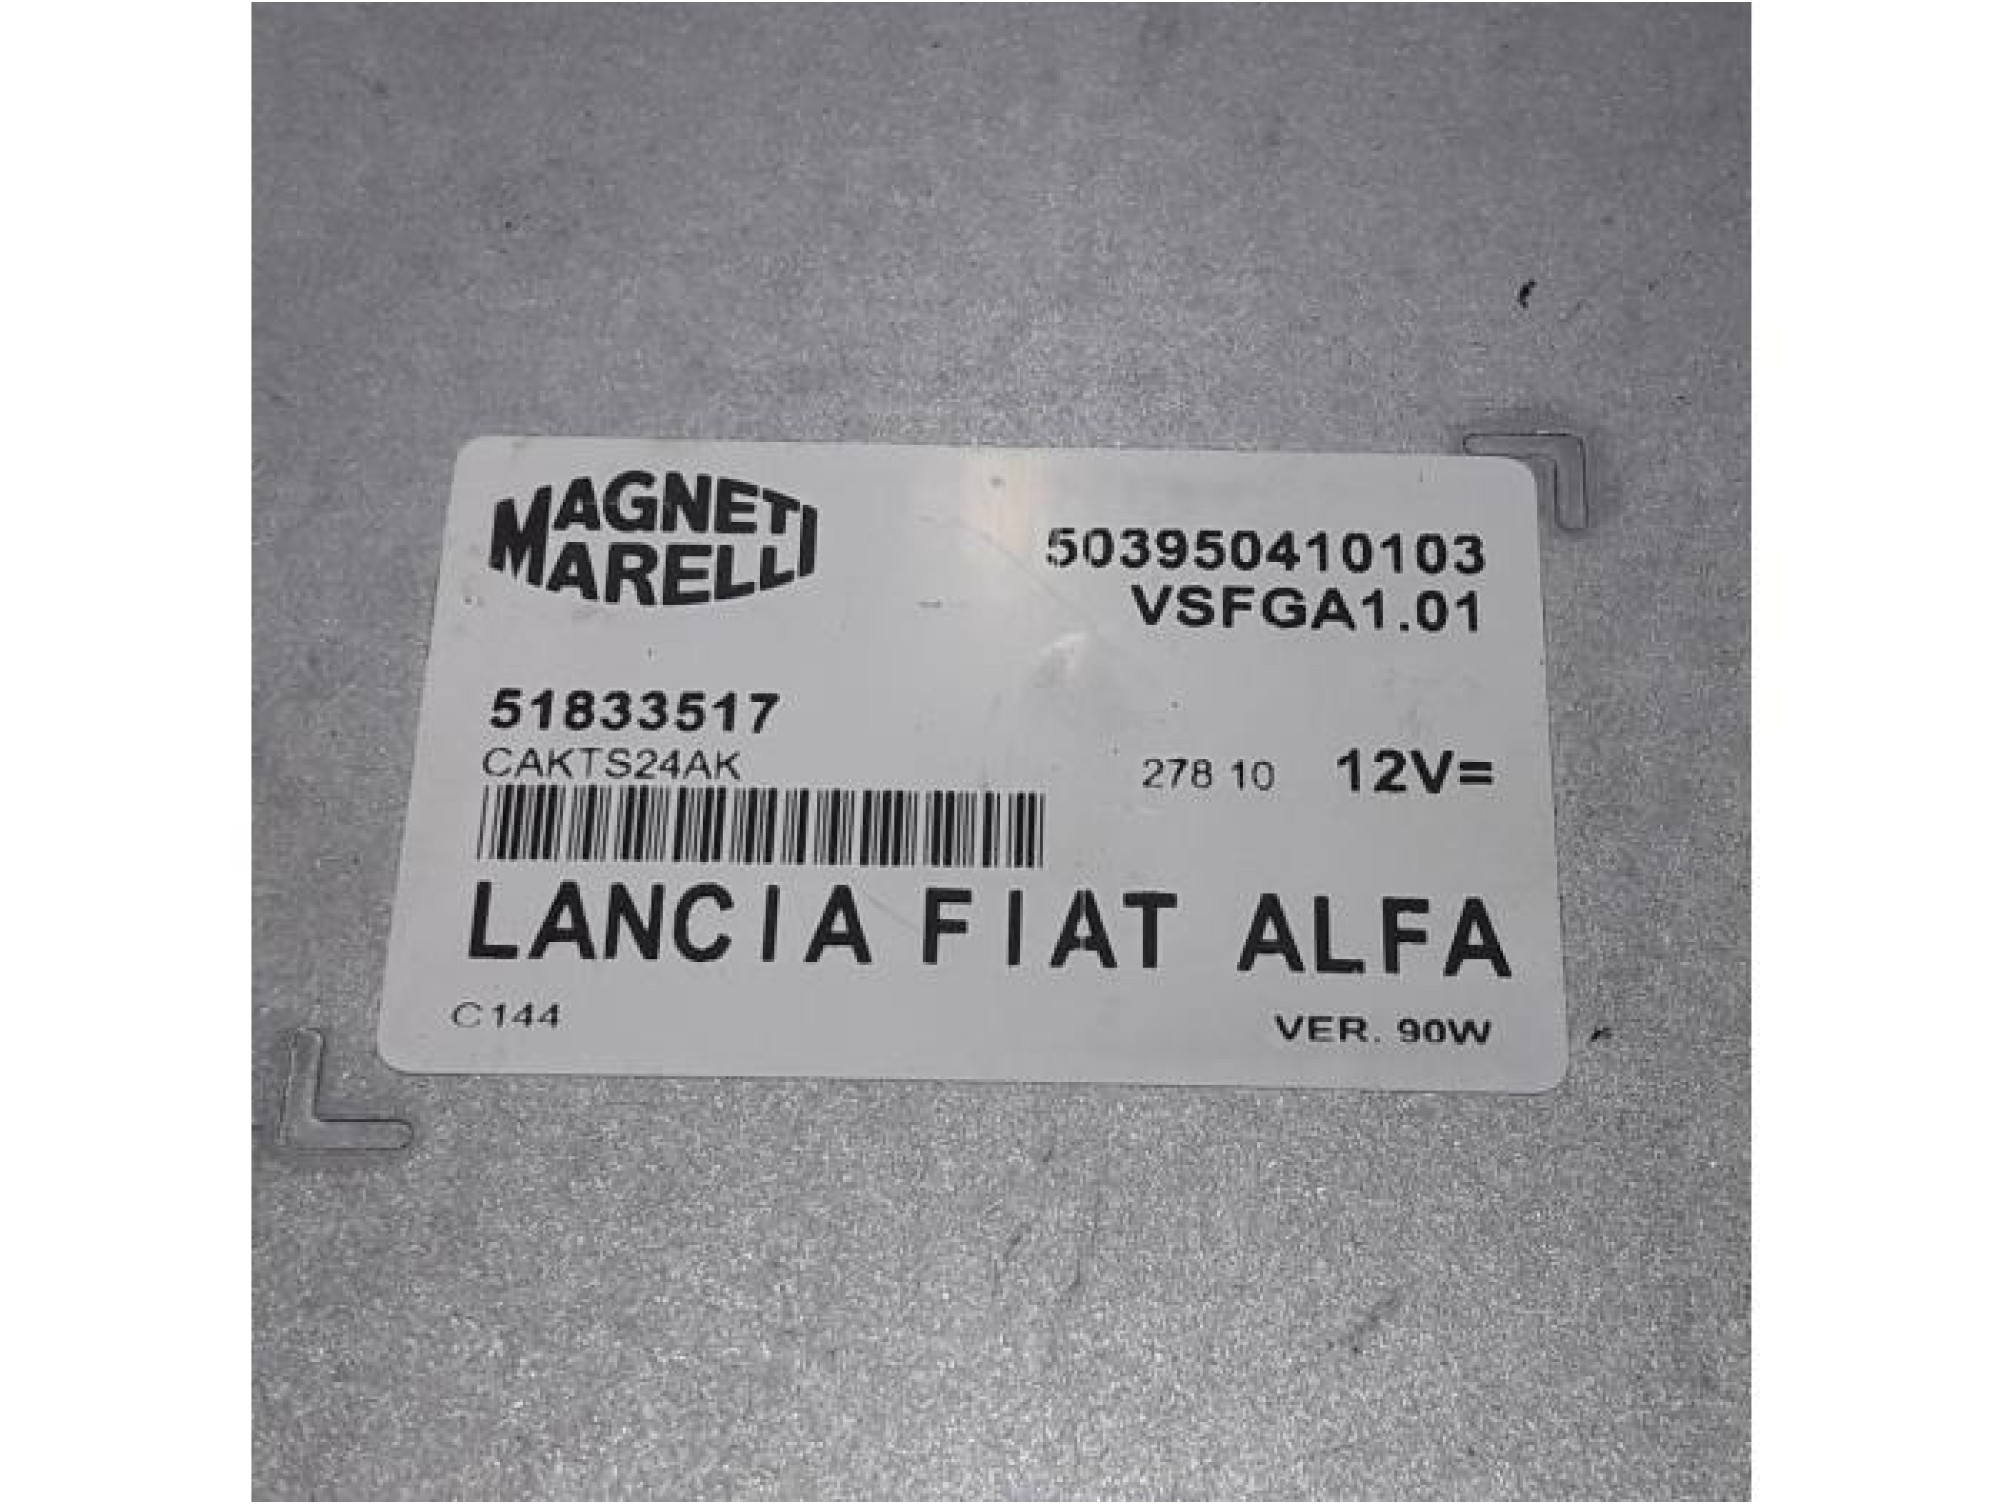 MAGNETI
MARELLI
503950410103
VSFGA1.01
51833517
CAKTS24AK
278 10 12V=
LANCIA FIAT ALFA
C144 VER. 90W